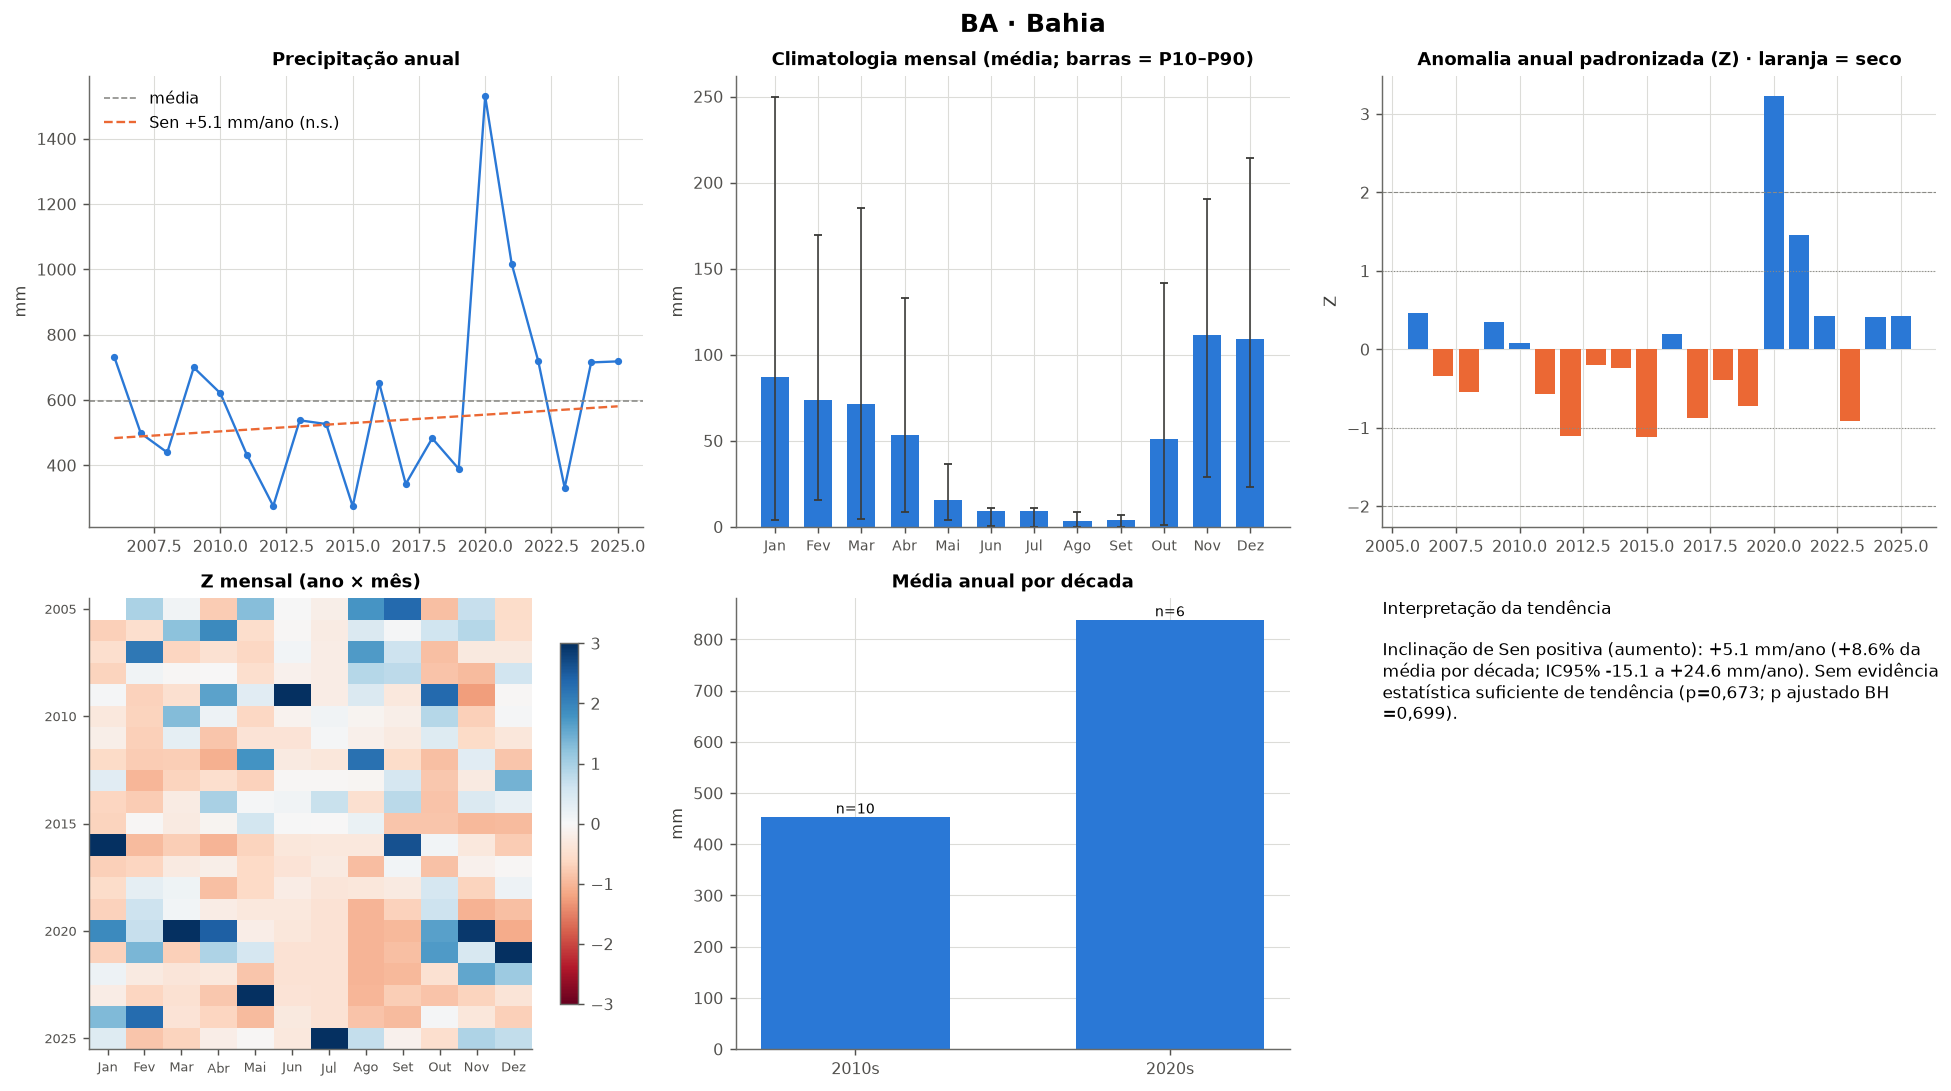 BA · Bahia
Precipitação anual
média
Sen +5.1 mm/ano (n.s.)
mm
1400
1200
1000
800
600
400
2007.5 2010.0 2012.5 2015.0 2017.5 2020.0 2022.5 2025.0
Climatologia mensal (média; barras = P10–P90)
mm
250
200
150
100
50
0
Jan Fev Mar Abr Mai Jun Jul Ago Set Out Nov Dez
Anomalia anual padronizada (Z) · laranja = seco
Z
3
2
1
0
−1
−2
2005.0 2007.5 2010.0 2012.5 2015.0 2017.5 2020.0 2022.5 2025.0
Z mensal (ano × mês)
2005
2010
2015
2020
2025
Jan Fev Mar Abr Mai Jun Jul Ago Set Out Nov Dez
3
2
1
0
−1
−2
−3
Média anual por década
mm
800
700
600
500
400
300
200
100
0
n=10
n=6
2010s 2020s
Interpretação da tendência
Inclinação de Sen positiva (aumento): +5.1 mm/ano (+8.6% da
média por década; IC95% -15.1 a +24.6 mm/ano). Sem evidência
estatística suficiente de tendência (p=0,673; p ajustado BH
=0,699).